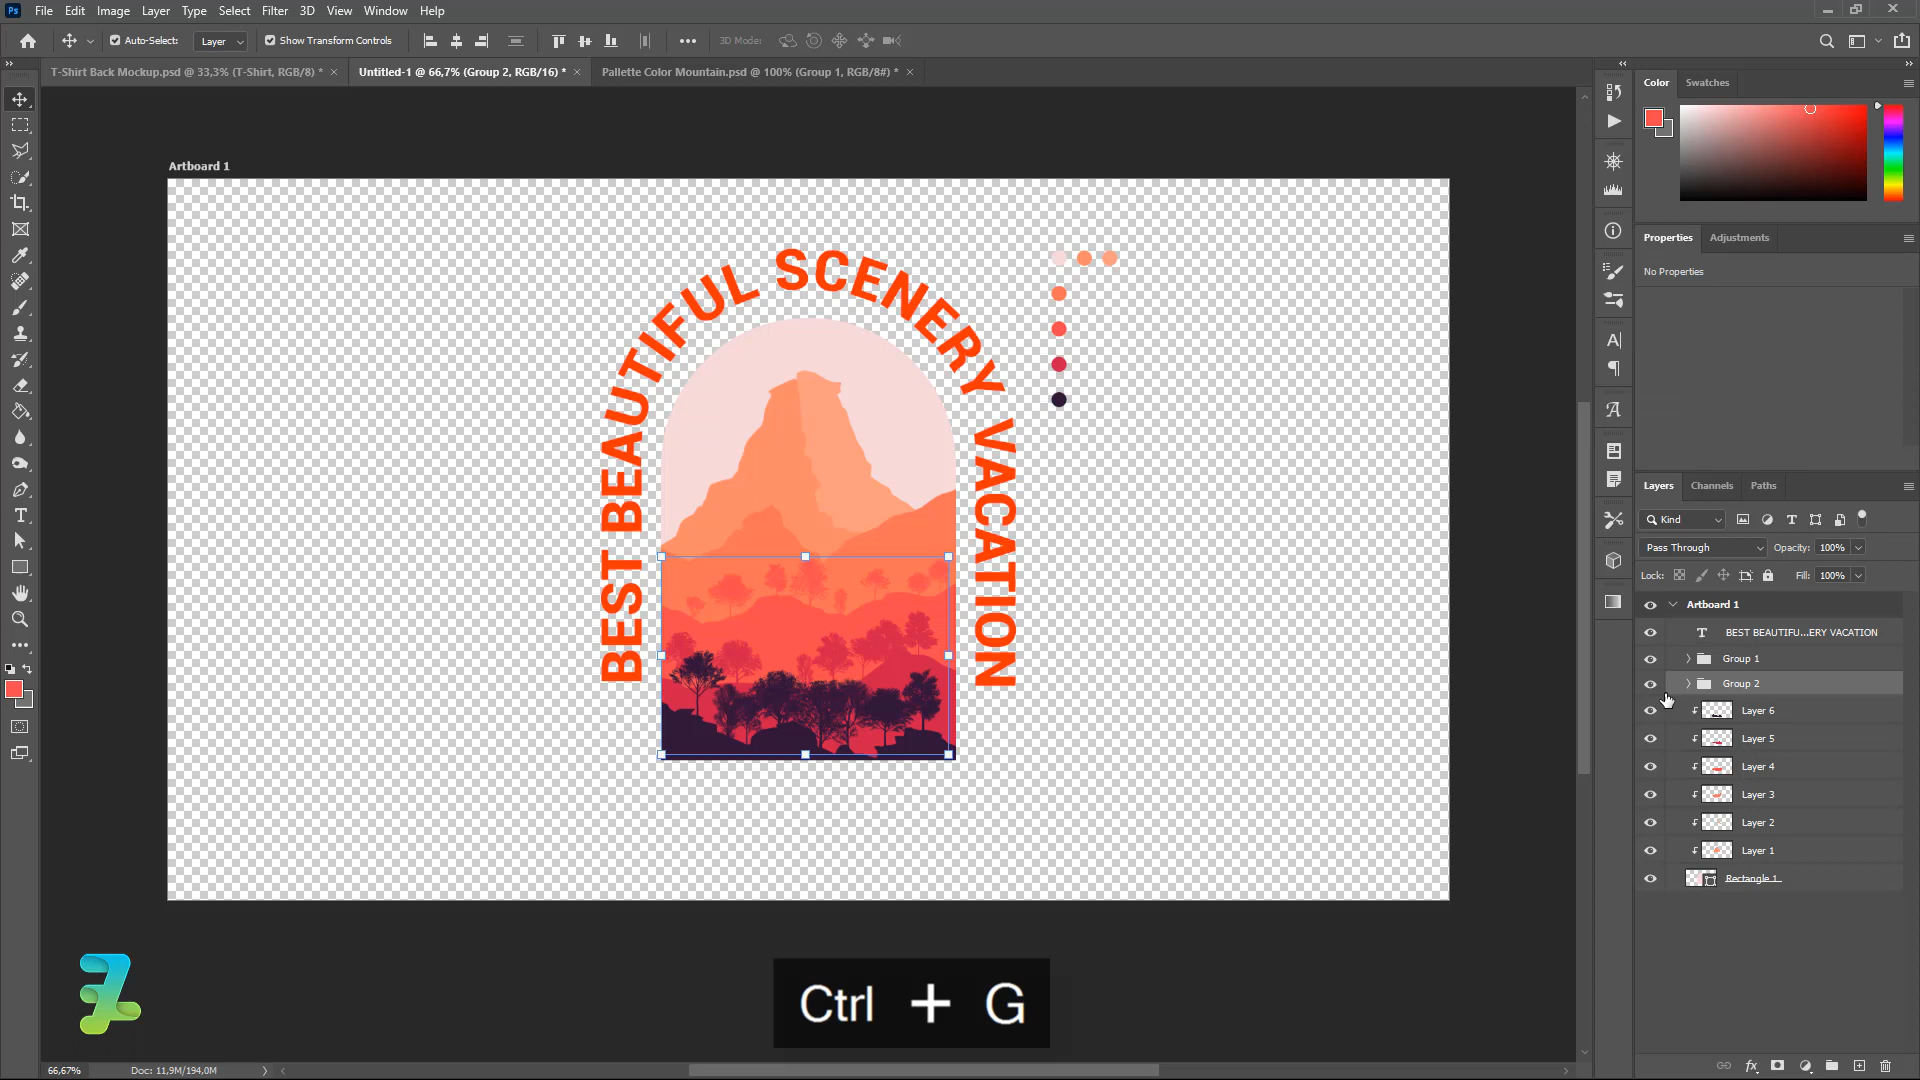 Ps File Edit Image Layer Type Select Filter 3D View Window Help
Auto-Select: Layer Show Transform Controls 3D Mode:
T-Shirt Back Mockup.psd @ 33,3% (T-Shirt, RGB/8) * × Untitled-1 @ 66,7% (Group 2, RGB/16) * × Pallette Color Mountain.psd @ 100% (Group 1, RGB/8#) * ×
Color Swatches
Artboard 1
Properties Adjustments
No Properties
BEST BEAUTIFUL SCENERY VACATION
Layers Channels Paths
Kind
Pass Through Opacity: 100%
Lock: Fill: 100%
Artboard 1
BEST BEAUTIFU...ERY VACATION
Group 1
Group 2
Layer 6
Layer 5
Layer 4
Layer 3
Layer 2
Layer 1
Rectangle 1
Ctrl + G
66,67% Doc: 11,9M/194,0M